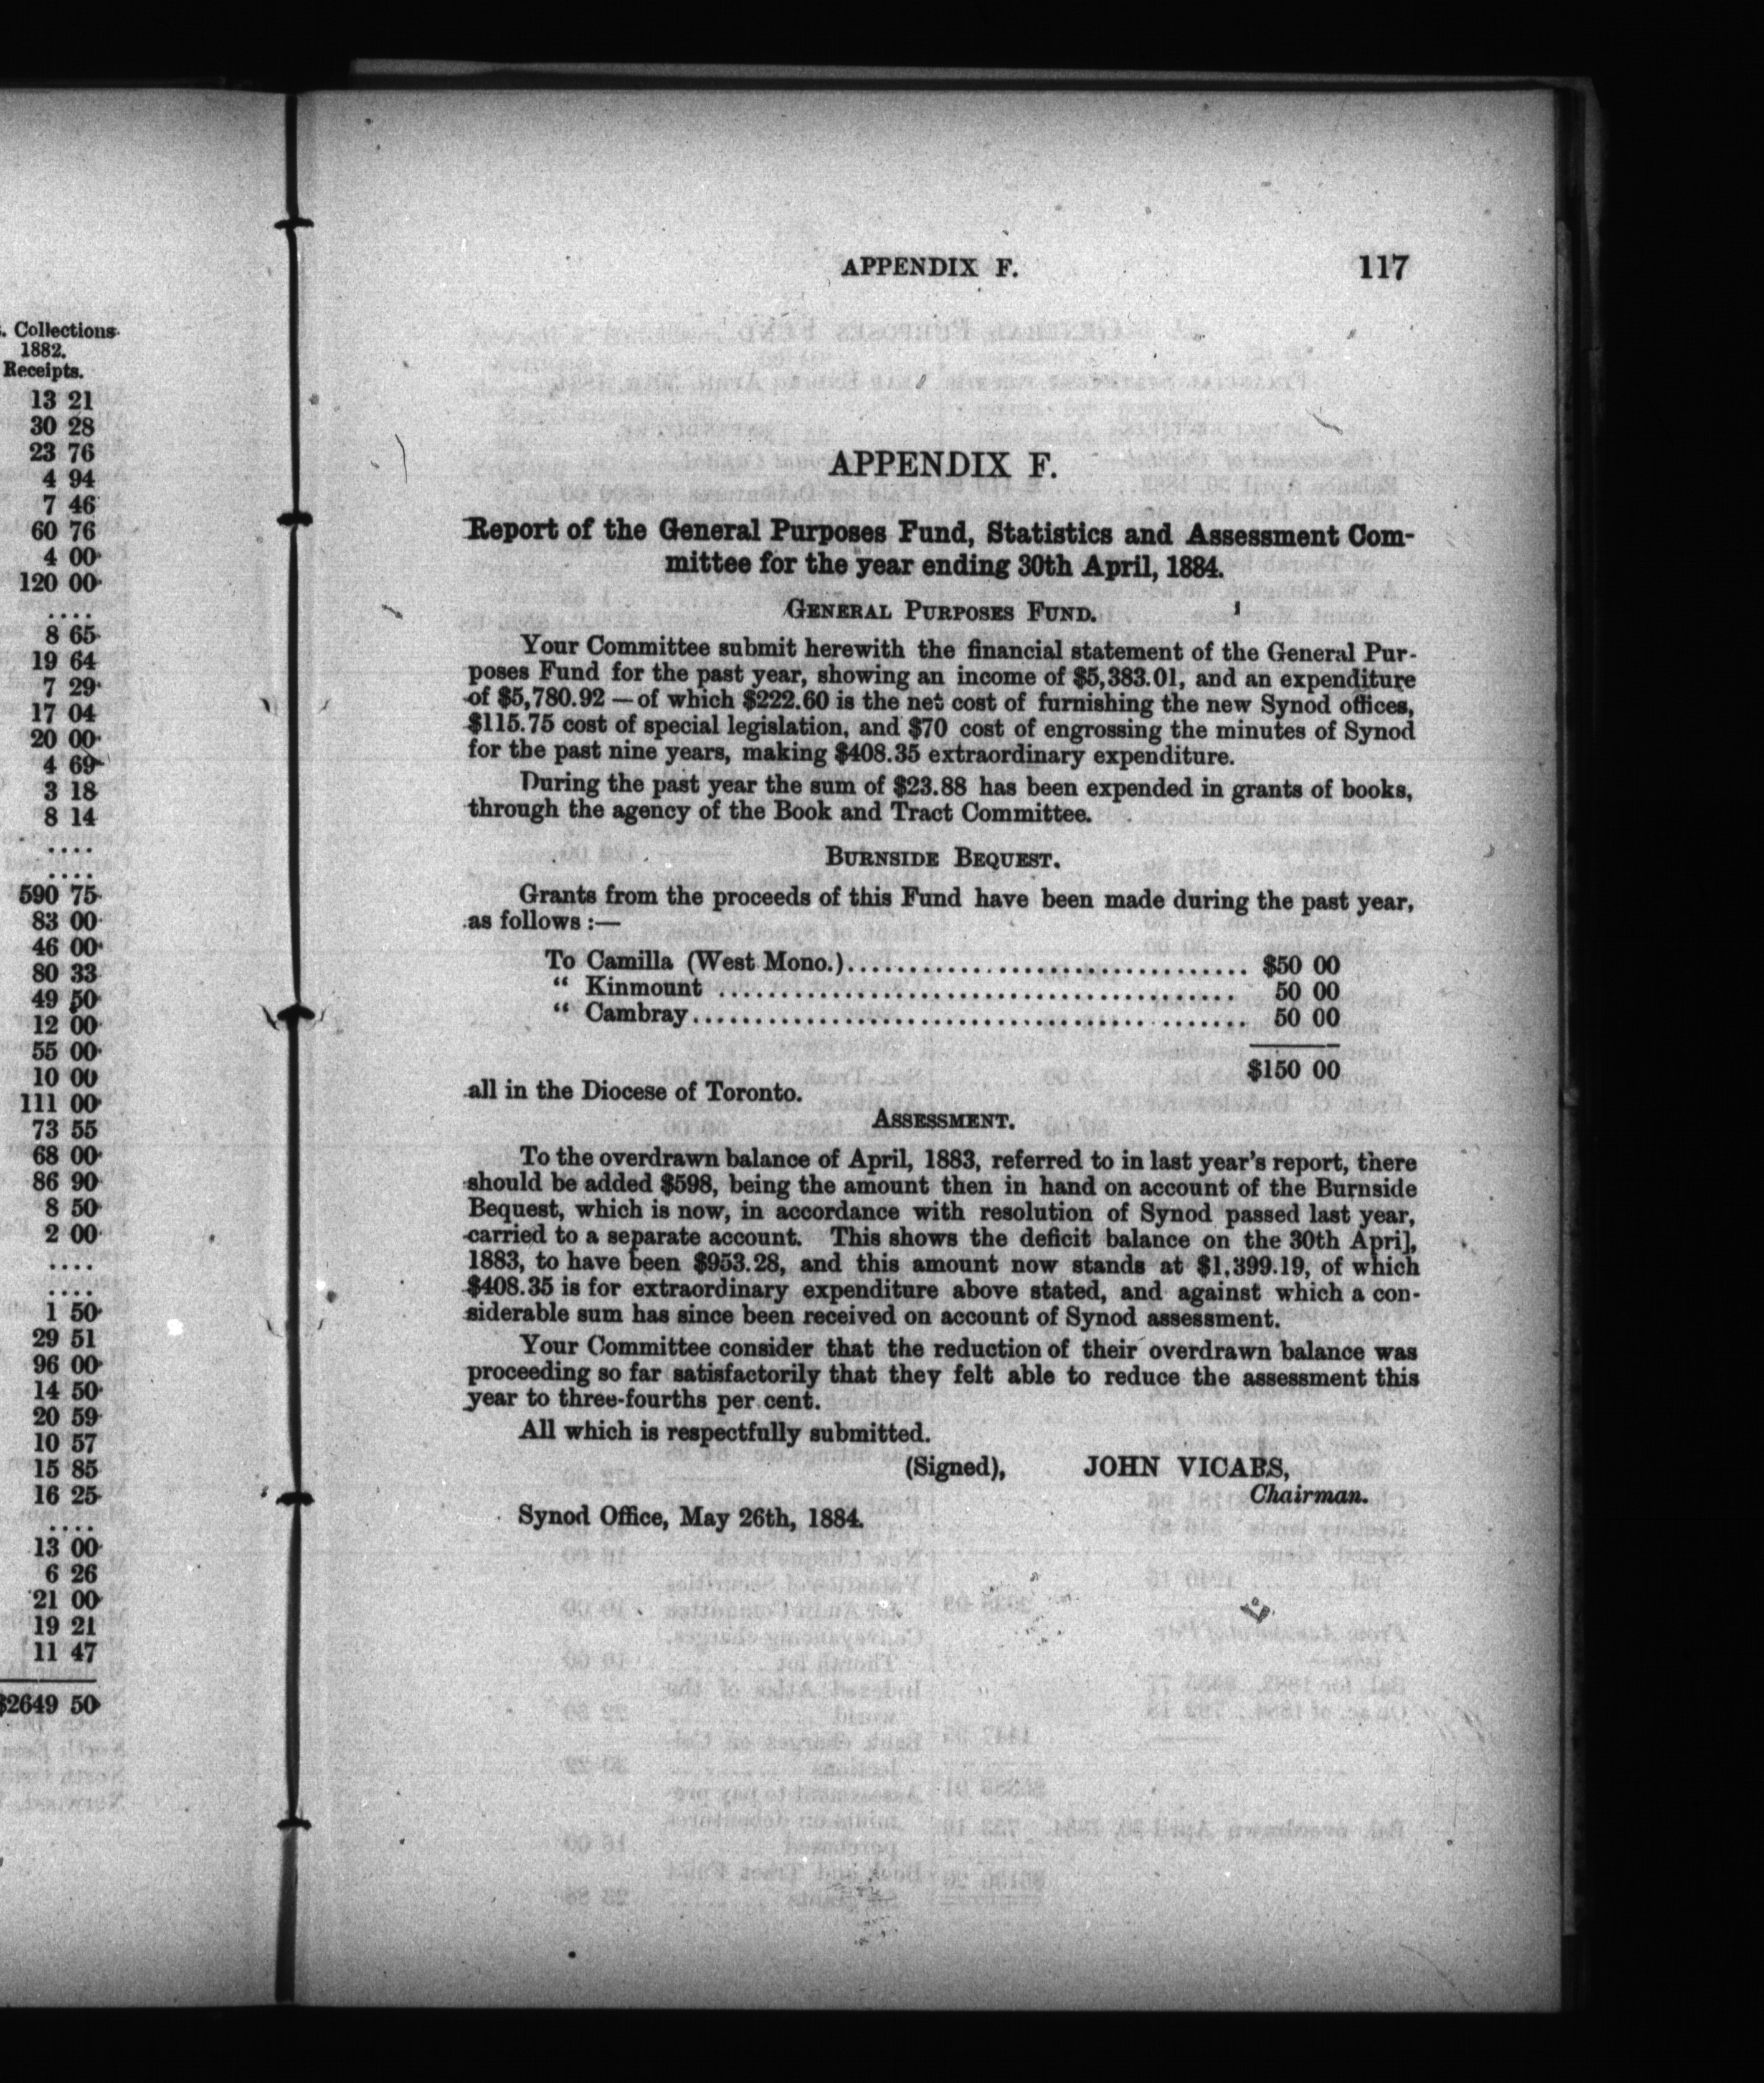 . Collections
1882.
Receipts.
13 21
30 28
23 76
4 94
7 46
60 76
4 00
120 00
....
8 65
19 64
7 29
17 04
20 00
4 69
3 18
8 14
....
....
590 75
83 00
46 00
80 33
49 50
12 00
55 00
10 00
111 00
73 55
68 00
86 90
8 50
2 00
....
....
1 50
29 51
96 00
14 50
20 59
10 57
15 85
16 25
....
13 00
6 26
21 00
19 21
11 47
$2649 50
APPENDIX F. 117
APPENDIX F.
Report of the General Purposes Fund, Statistics and Assessment Com-
mittee for the year ending 30th April, 1884.
GENERAL PURPOSES FUND.
Your Committee submit herewith the financial statement of the General Pur-
poses Fund for the past year, showing an income of $5,383.01, and an expenditure
of $5,780.92 — of which $222.60 is the net cost of furnishing the new Synod offices,
$115.75 cost of special legislation, and $70 cost of engrossing the minutes of Synod
for the past nine years, making $408.35 extraordinary expenditure.
During the past year the sum of $23.88 has been expended in grants of books,
through the agency of the Book and Tract Committee.
BURNSIDE BEQUEST.
Grants from the proceeds of this Fund have been made during the past year,
as follows :—
To Camilla (West Mono.)................................. $50 00
“ Kinmount .......................................... 50 00
“ Cambray............................................. 50 00
$150 00
all in the Diocese of Toronto.
ASSESSMENT.
To the overdrawn balance of April, 1883, referred to in last year's report, there
should be added $598, being the amount then in hand on account of the Burnside
Bequest, which is now, in accordance with resolution of Synod passed last year,
carried to a separate account. This shows the deficit balance on the 30th April,
1883, to have been $953.28, and this amount now stands at $1,399.19, of which
$408.35 is for extraordinary expenditure above stated, and against which a con-
siderable sum has since been received on account of Synod assessment.
Your Committee consider that the reduction of their overdrawn balance was
proceeding so far satisfactorily that they felt able to reduce the assessment this
year to three-fourths per cent.
All which is respectfully submitted.
(Signed), JOHN VICARS,
Chairman.
Synod Office, May 26th, 1884.